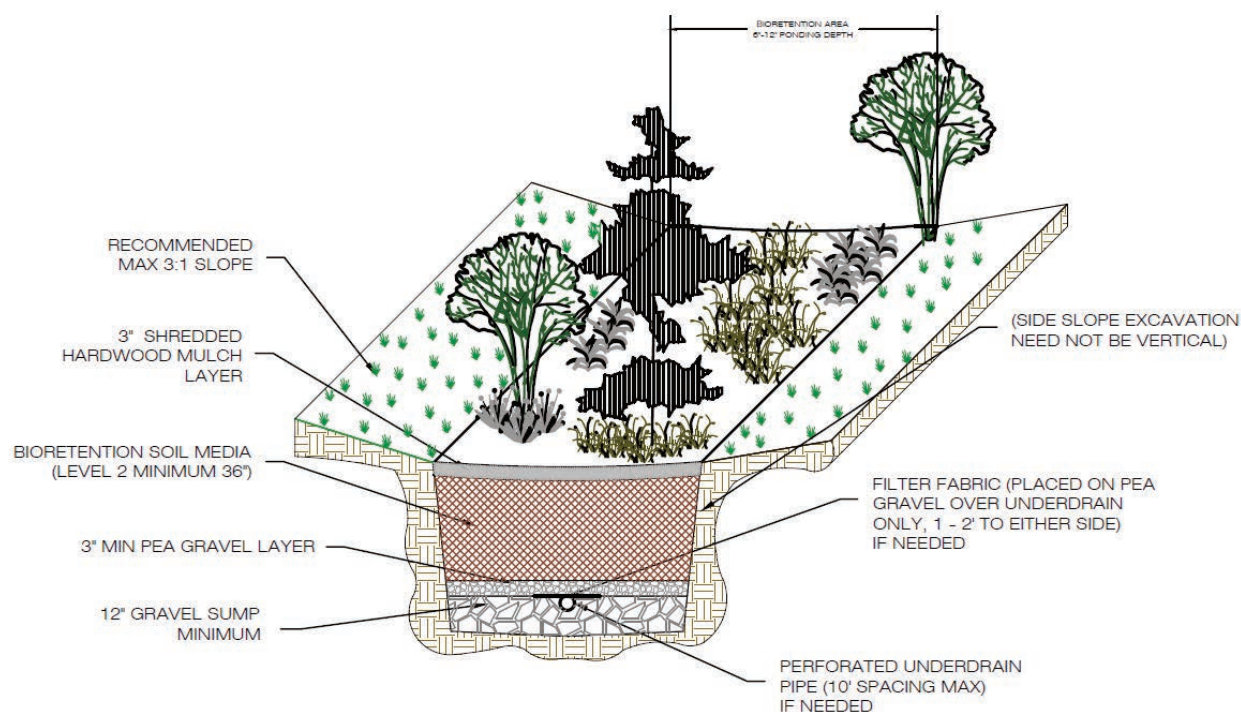 BIORETENTION AREA
6"-12" PONDING DEPTH
RECOMMENDED
MAX 3:1 SLOPE
3" SHREDDED
HARDWOOD MULCH
LAYER
(SIDE SLOPE EXCAVATION
NEED NOT BE VERTICAL)
BIORETENTION SOIL MEDIA
(LEVEL 2 MINIMUM 36")
FILTER FABRIC (PLACED ON PEA
GRAVEL OVER UNDERDRAIN
ONLY, 1 - 2' TO EITHER SIDE)
IF NEEDED
3" MIN PEA GRAVEL LAYER
12" GRAVEL SUMP
MINIMUM
PERFORATED UNDERDRAIN
PIPE (10' SPACING MAX)
IF NEEDED